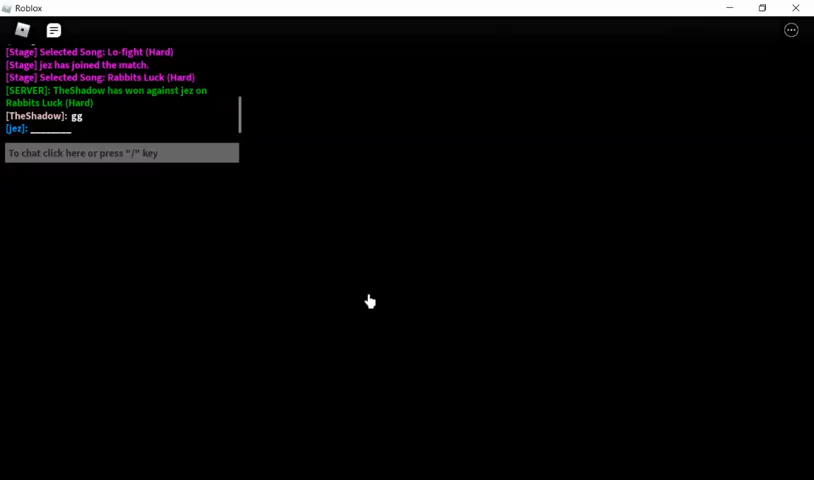 Roblox
[Stage] Selected Song: Lo-fight (Hard)
[Stage] jez has joined the match.
[Stage] Selected Song: Rabbits Luck (Hard)
[SERVER]: TheShadow has won against jez on
Rabbits Luck (Hard)
[TheShadow]: gg
[jez]: ________
To chat click here or press "/" key